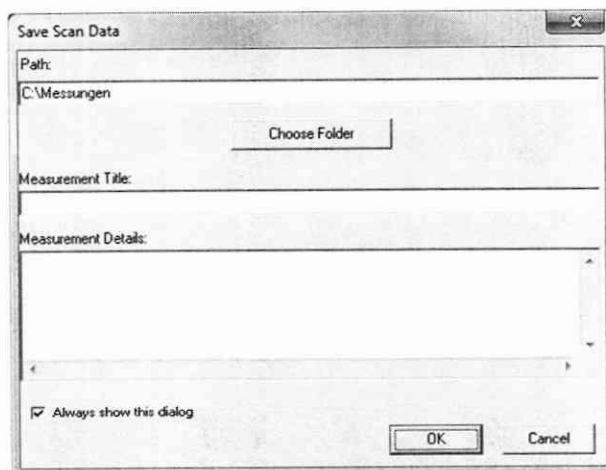 Save Scan Data
Path:
C:\Messungen
Choose Folder
Measurement Title:
Measurement Details:
Always show this dialog
OK Cancel